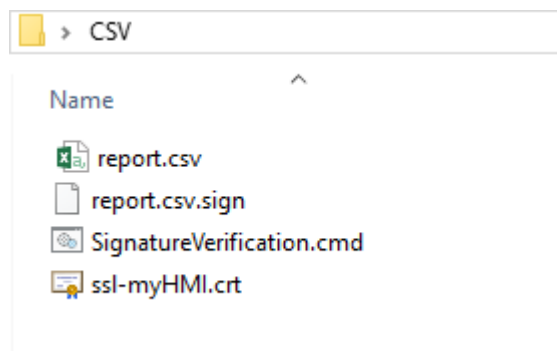 > CSV
Name
report.csv
report.csv.sign
SignatureVerification.cmd
ssl-myHMI.crt